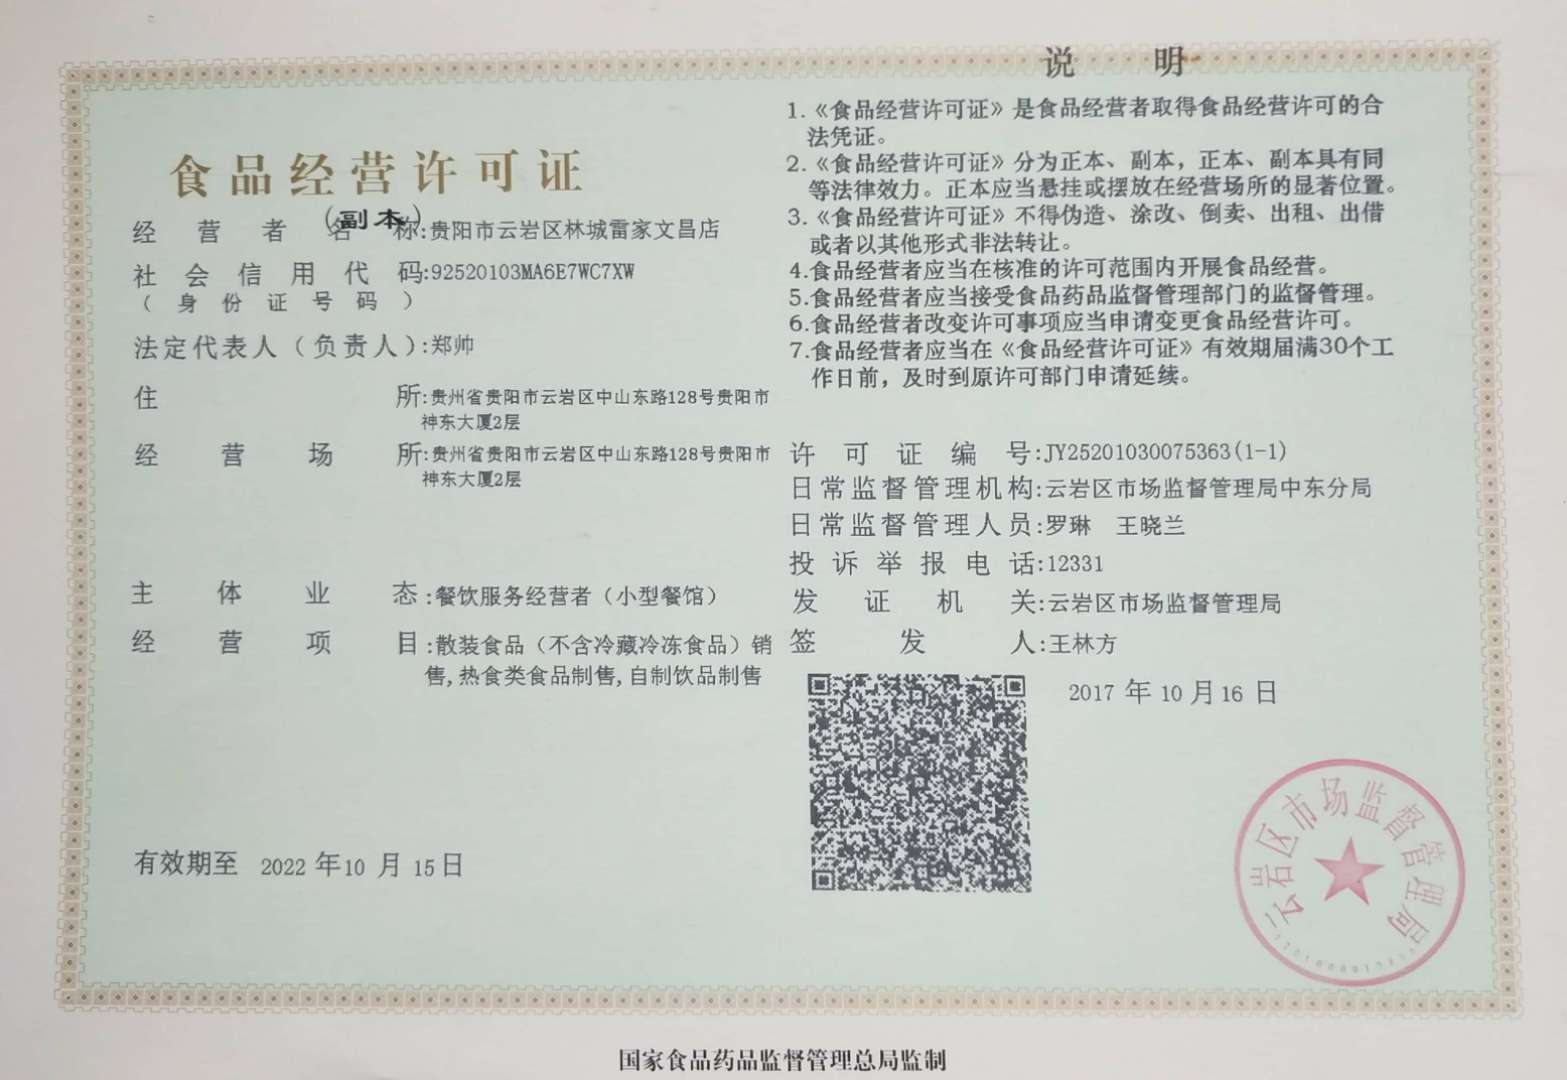 食品经营许可证
(副本)
经营者名称:贵阳市云岩区林城雷家文昌店
社会信用代码:92520103MA6E7WC7XW
(身份证号码)
法定代表人(负责人):郑帅
住所:贵州省贵阳市云岩区中山东路128号贵阳市
神东大厦2层
经营场所:贵州省贵阳市云岩区中山东路128号贵阳市
神东大厦2层
主体业态:餐饮服务经营者（小型餐馆）
经营项目:散装食品（不含冷藏冷冻食品）销
售,热食类食品制售,自制饮品制售
有效期至 2022 年 10 月 15 日
说明
1.《食品经营许可证》是食品经营者取得食品经营许可的合
法凭证。
2.《食品经营许可证》分为正本、副本，正本、副本具有同
等法律效力。正本应当悬挂或摆放在经营场所的显著位置。
3.《食品经营许可证》不得伪造、涂改、倒卖、出租、出借
或者以其他形式非法转让。
4.食品经营者应当在核准的许可范围内开展食品经营。
5.食品经营者应当接受食品药品监督管理部门的监督管理。
6.食品经营者改变许可事项应当申请变更食品经营许可。
7.食品经营者应当在《食品经营许可证》有效期届满30个工
作日前，及时到原许可部门申请延续。
许可证编号:JY25201030075363(1-1)
日常监督管理机构:云岩区市场监督管理局中东分局
日常监督管理人员:罗琳 王晓兰
投诉举报电话:12331
发证机关:云岩区市场监督管理局
签发人:王林方
2017 年 10 月 16 日
云岩区市场监督管理局
国家食品药品监督管理总局监制